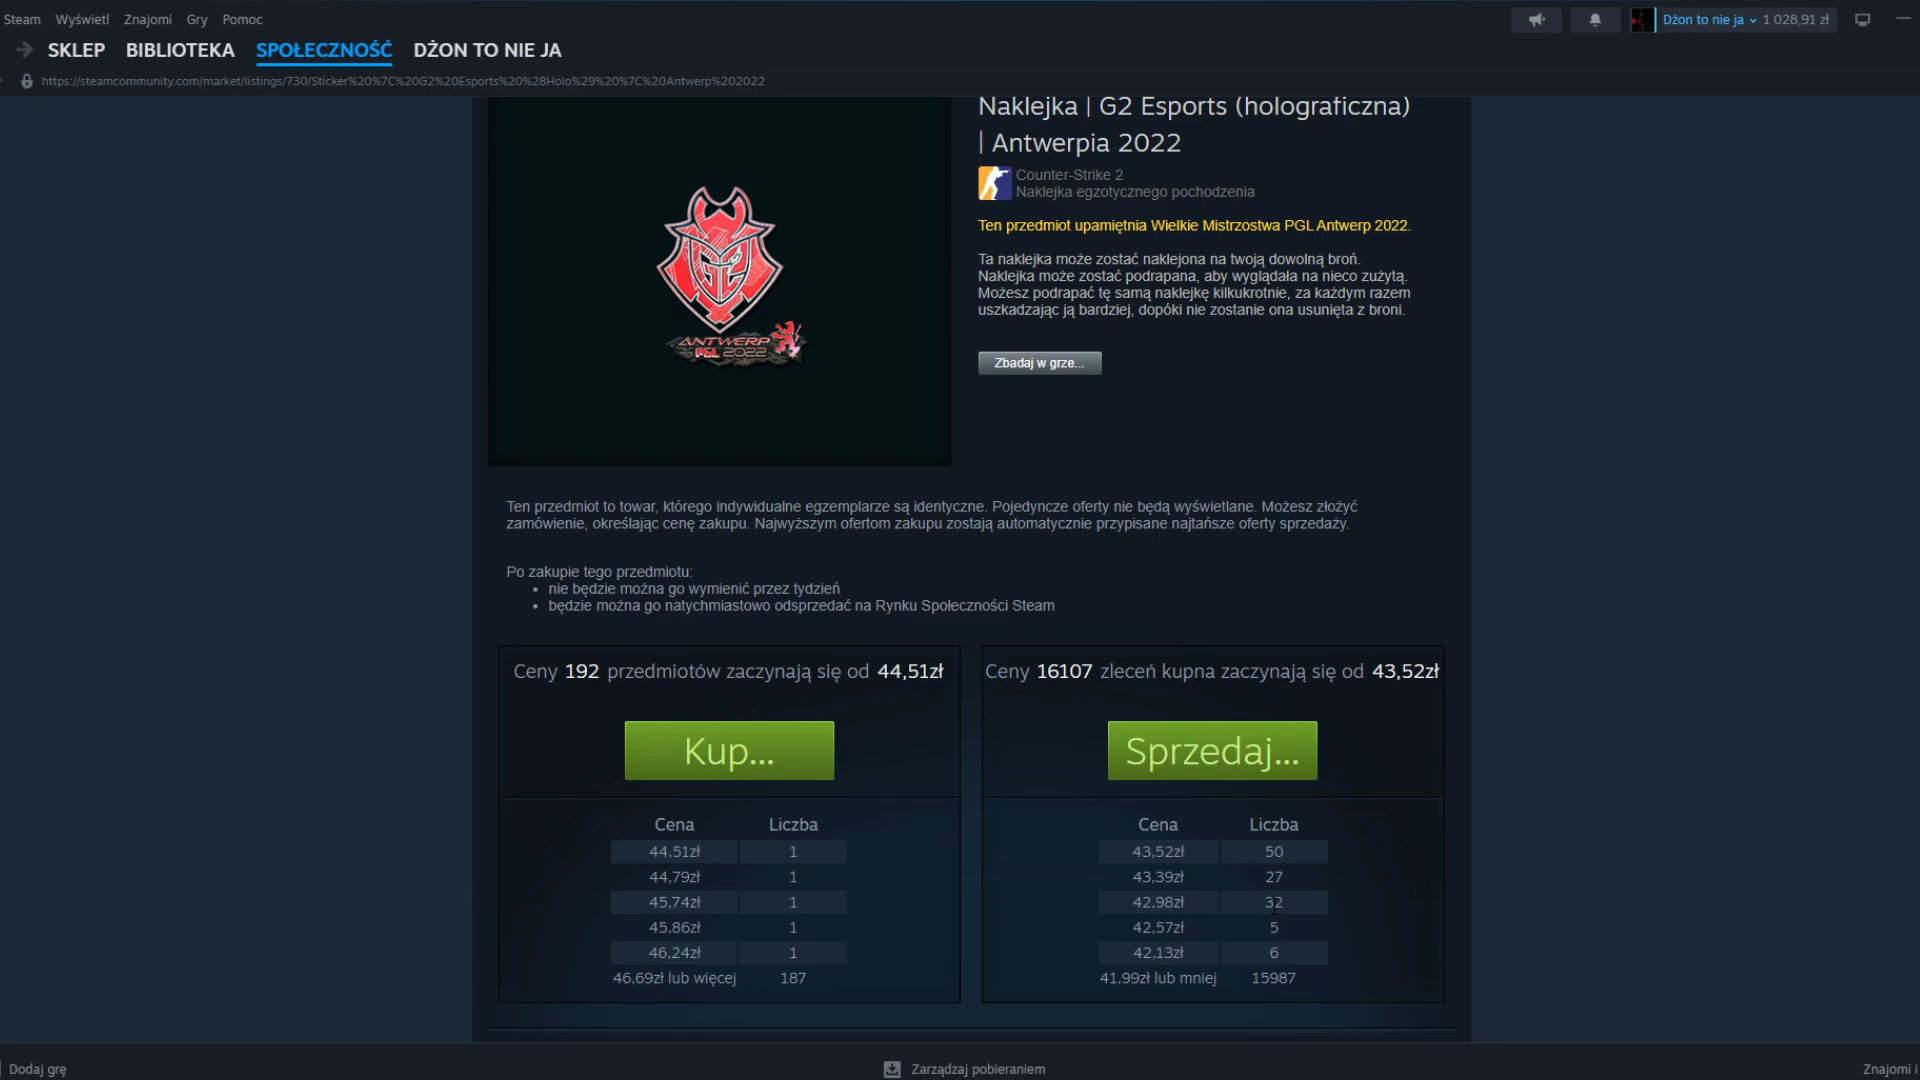 Steam Wyświetl Znajomi Gry Pomoc
Dżon to nie ja 1 028,91 zł
SKLEP BIBLIOTEKA SPOŁECZNOŚĆ DŻON TO NIE JA
https://steamcommunity.com/market/listings/730/Sticker%20%7C%20G2%20Esports%20%28Holo%29%20%7C%20Antwerp%202022
Naklejka | G2 Esports (holograficzna)
| Antwerpia 2022
Counter-Strike 2
Naklejka egzotycznego pochodzenia
Ten przedmiot upamiętnia Wielkie Mistrzostwa PGL Antwerp 2022.
Ta naklejka może zostać naklejona na twoją dowolną broń.
Naklejka może zostać podrapana, aby wyglądała na nieco zużytą.
Możesz podrapać tę samą naklejkę kilkukrotnie, za każdym razem
uszkadzając ją bardziej, dopóki nie zostanie ona usunięta z broni.
ANTWERP
PGL 2022
Zbadaj w grze...
Ten przedmiot to towar, którego indywidualne egzemplarze są identyczne. Pojedyncze oferty nie będą wyświetlane. Możesz złożyć
zamówienie, określając cenę zakupu. Najwyższym ofertom zakupu zostają automatycznie przypisane najtańsze oferty sprzedaży.
Po zakupie tego przedmiotu:
• nie będzie można go wymienić przez tydzień
• będzie można go natychmiastowo odsprzedać na Rynku Społeczności Steam
Ceny 192 przedmiotów zaczynają się od 44,51zł
Kup...
Cena Liczba
44,51zł 1
44,79zł 1
45,74zł 1
45,86zł 1
46,24zł 1
46,69zł lub więcej 187
Ceny 16107 zleceń kupna zaczynają się od 43,52zł
Sprzedaj...
Cena Liczba
43,52zł 50
43,39zł 27
42,98zł 32
42,57zł 5
42,13zł 6
41,99zł lub mniej 15987
Dodaj grę
Zarządzaj pobieraniem
Znajomi i